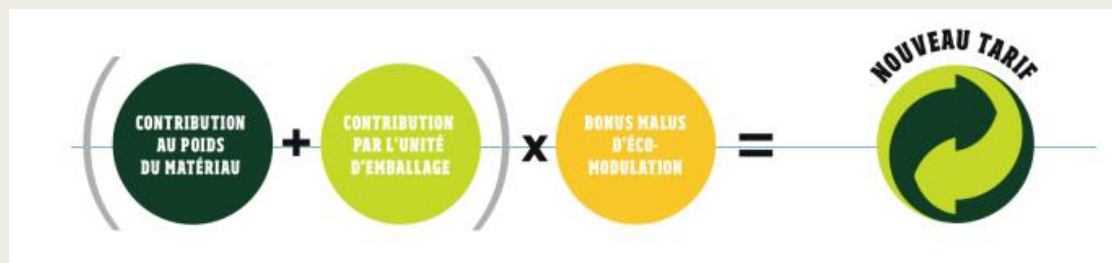 CONTRIBUTION
AU POIDS
DU MATÉRIAU
+
CONTRIBUTION
PAR L'UNITÉ
D'EMBALLAGE
x
BONUS MALUS
D'ÉCO-
MODULATION
=
NOUVEAU TARIF